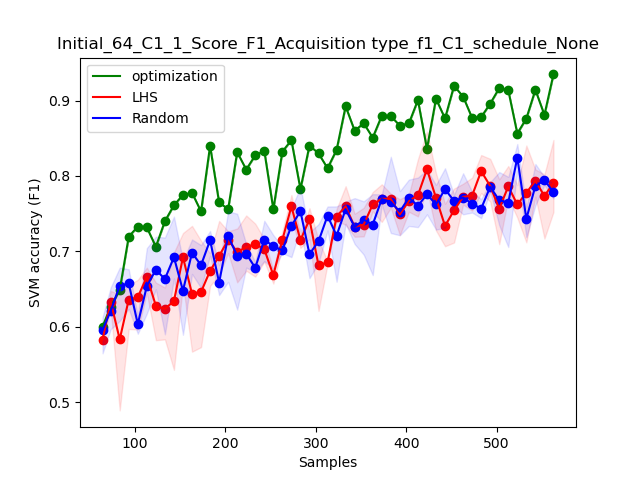 Initial_64_C1_1_Score_F1_Acquisition type_f1_C1_schedule_None
optimization
LHS
Random
SVM accuracy (F1)
0.9
0.8
0.7
0.6
0.5
100 200 300 400 500
Samples